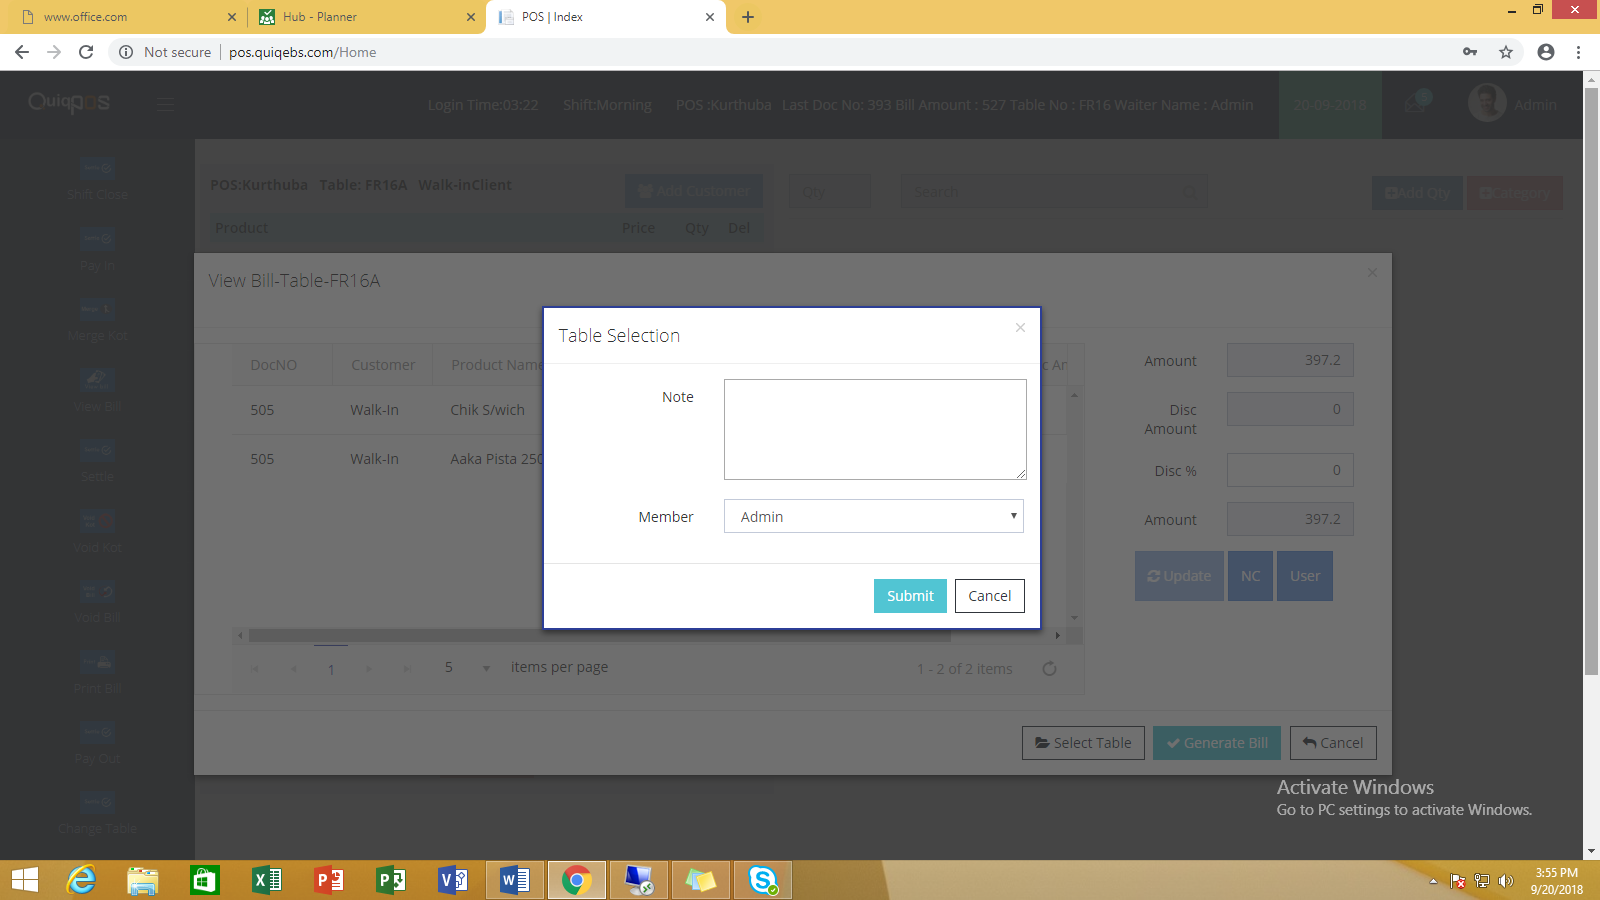 www.office.com
Hub - Planner
POS | Index
Not secure
pos.quiqebs.com/Home
Quiqpos
Login Time:03:22
Shift:Morning
POS :Kurthuba
Last Doc No: 393 Bill Amount : 527 Table No : FR16 Waiter Name : Admin
20-09-2018
Admin
Shift Close
Pay In
Merge Kot
View Bill
Settle
Void Kot
Void Bill
Print Bill
Pay Out
Change Table
POS:Kurthuba Table: FR16A Walk-inClient
Add Customer
Qty
Search
Add Qty
Category
Product Price Qty Del
View Bill-Table-FR16A
Table Selection
Note
Member
Admin
Submit
Cancel
DocNO Customer Product Name
505 Walk-In Chik S/wich
505 Walk-In Aaka Pista 250
1
5
items per page
1 - 2 of 2 items
Amount 397.2
Disc Amount 0
Disc % 0
Amount 397.2
Update
NC
User
Select Table
Generate Bill
Cancel
Activate Windows
Go to PC settings to activate Windows.
3:55 PM
9/20/2018